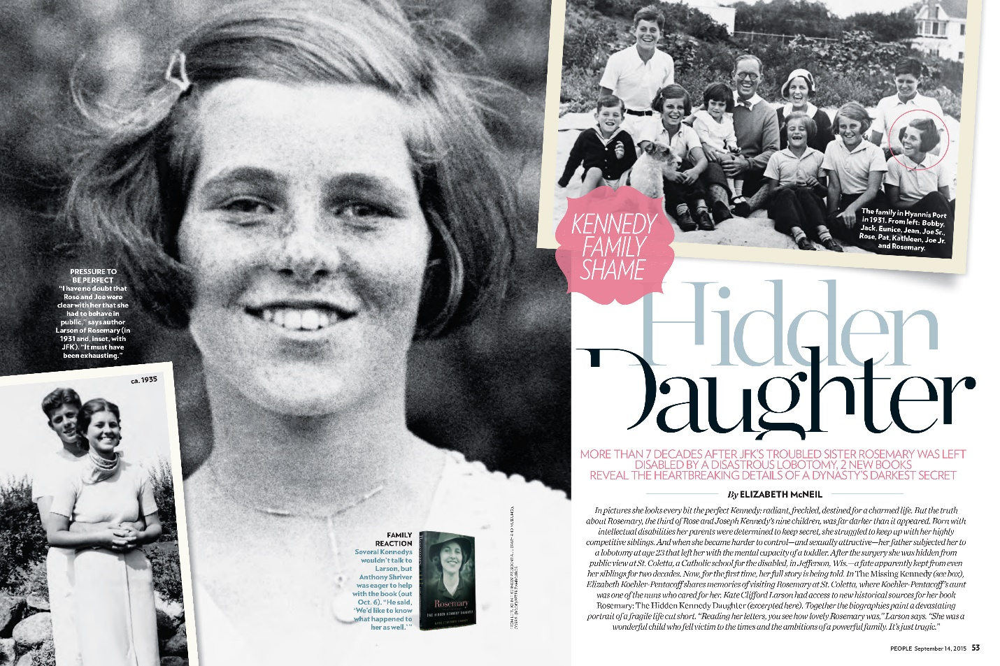 PRESSURE TO
BE PERFECT
“I have no doubt that
Rose and Joe were
clear with her that she
had to behave in
public,” says author
Larson of Rosemary (in
1931 and, inset, with
JFK). “It must have
been exhausting.”
ca. 1935
FAMILY
REACTION
Several Kennedys
wouldn’t talk to
Larson, but
Anthony Shriver
was eager to help
with the book (out
Oct. 6). “He said,
‘We’d like to know
what happened to
her as well.’ ”
Rosemary
THE HIDDEN KENNEDY DAUGHTER
KATE CLIFFORD LARSON
The family in Hyannis Port
in 1931. From left: Bobby,
Jack, Eunice, Jean, Joe Sr.,
Rose, Pat, Kathleen, Joe Jr.
and Rosemary.
KENNEDY
FAMILY
SHAME
Hidden
Daughter
MORE THAN 7 DECADES AFTER JFK’S TROUBLED SISTER ROSEMARY WAS LEFT
DISABLED BY A DISASTROUS LOBOTOMY, 2 NEW BOOKS
REVEAL THE HEARTBREAKING DETAILS OF A DYNASTY’S DARKEST SECRET
By ELIZABETH McNEIL
In pictures she looks every bit the perfect Kennedy: radiant, freckled, destined for a charmed life. But the truth
about Rosemary, the third of Rose and Joseph Kennedy’s nine children, was far darker than it appeared. Born with
intellectual disabilities her parents were determined to keep secret, she struggled to keep up with her highly
competitive siblings. And when she became harder to control—and sexually attractive—her father subjected her to
a lobotomy at age 23 that left her with the mental capacity of a toddler. After the surgery she was hidden from
public view at St. Coletta, a Catholic school for the disabled, in Jefferson, Wis.—a fate apparently kept from even
her siblings for two decades. Now, for the first time, her full story is being told. In The Missing Kennedy (see box),
Elizabeth Koehler-Pentacoff shares memories of visiting Rosemary at St. Coletta, where Koehler-Pentacoff’s aunt
was one of the nuns who cared for her. Kate Clifford Larson had access to new historical sources for her book
Rosemary: The Hidden Kennedy Daughter (excerpted here). Together the biographies paint a devastating
portrait of a fragile life cut short. “Reading her letters, you see how lovely Rosemary was,” Larson says. “She was a
wonderful child who fell victim to the times and the ambitions of a powerful family. It’s just tragic.”
PEOPLE September 14, 2015 53